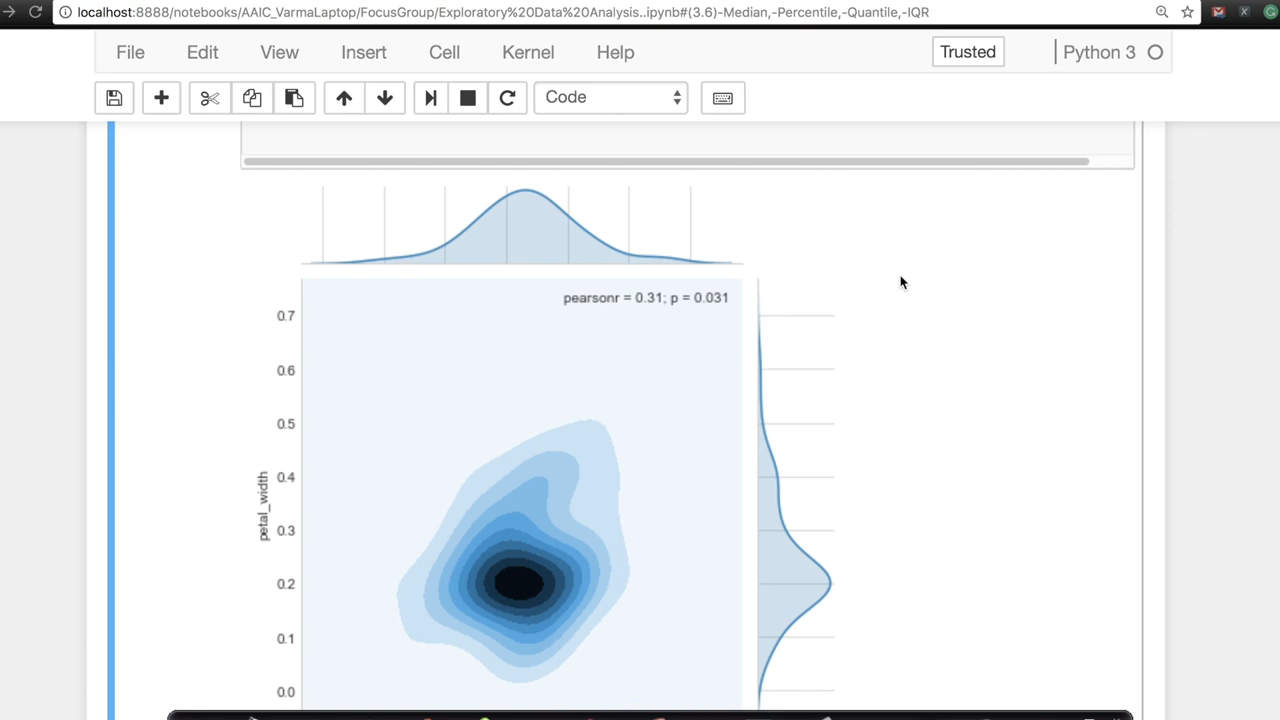 localhost:8888/notebooks/AAIC_VarmaLaptop/FocusGroup/Exploratory%20Data%20Analysis..ipynb#(3.6)-Median,-Percentile,-Quantile,-IQR
File Edit View Insert Cell Kernel Help Trusted Python 3
Code
pearsonr = 0.31; p = 0.031
0.7
0.6
0.5
0.4
0.3
0.2
0.1
0.0
petal_width